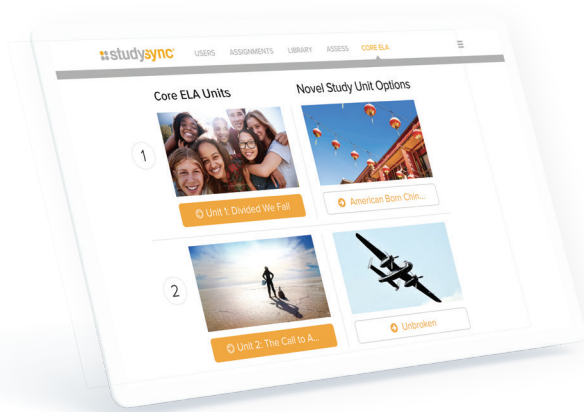 studysync
USERS ASSIGNMENTS LIBRARY ASSESS CORE ELA
Core ELA Units Novel Study Unit Options
1
Unit 1: Divided We Fall
American Born Chin...
2
Unit 2: The Call to A...
Unbroken